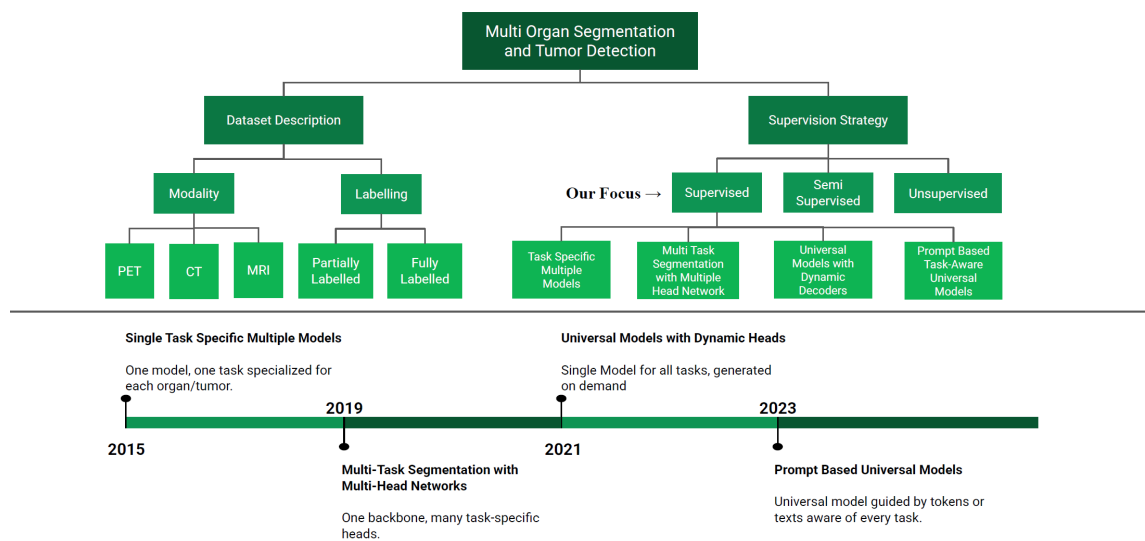 Multi Organ Segmentation
and Tumor Detection
Dataset Description
Supervision Strategy
Modality
Labelling
Our Focus →
Supervised
Semi
Supervised
Unsupervised
PET
CT
MRI
Partially
Labelled
Fully
Labelled
Task Specific
Multiple
Models
Multi Task
Segmentation
with Multiple
Head Network
Universal
Models with
Dynamic
Decoders
Prompt Based
Task-Aware
Universal
Models
Single Task Specific Multiple Models
One model, one task specialized for
each organ/tumor.
2015
2019
Multi-Task Segmentation with
Multi-Head Networks
One backbone, many task-specific
heads.
Universal Models with Dynamic Heads
Single Model for all tasks, generated
on demand
2021
2023
Prompt Based Universal Models
Universal model guided by tokens or
texts aware of every task.